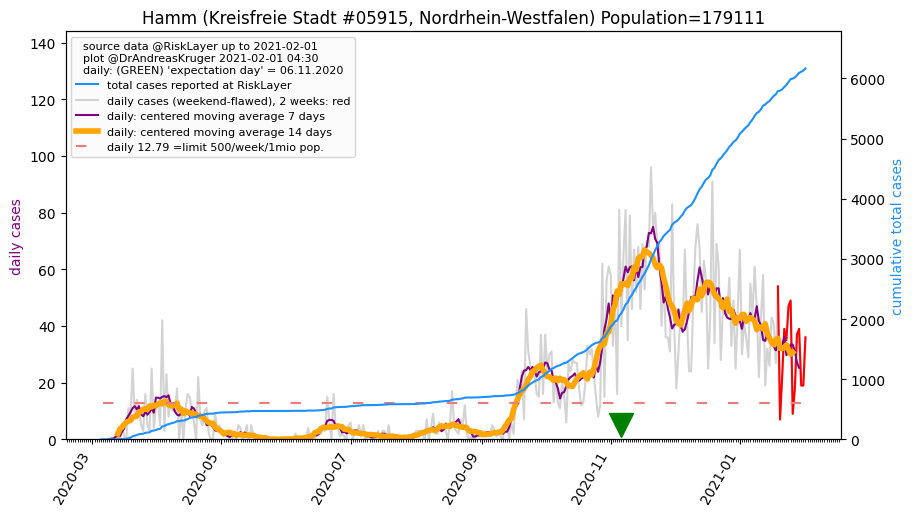 Hamm (Kreisfreie Stadt #05915, Nordrhein-Westfalen) Population=179111
source data @RiskLayer up to 2021-02-01
plot @DrAndreasKruger 2021-02-01 04:30
daily: (GREEN) 'expectation day' = 06.11.2020
total cases reported at RiskLayer
daily cases (weekend-flawed), 2 weeks: red
daily: centered moving average 7 days
daily: centered moving average 14 days
daily 12.79 =limit 500/week/1mio pop.
daily cases
140
120
100
80
60
40
20
0
cumulative total cases
6000
5000
4000
3000
2000
1000
0
2020-03
2020-05
2020-07
2020-09
2020-11
2021-01